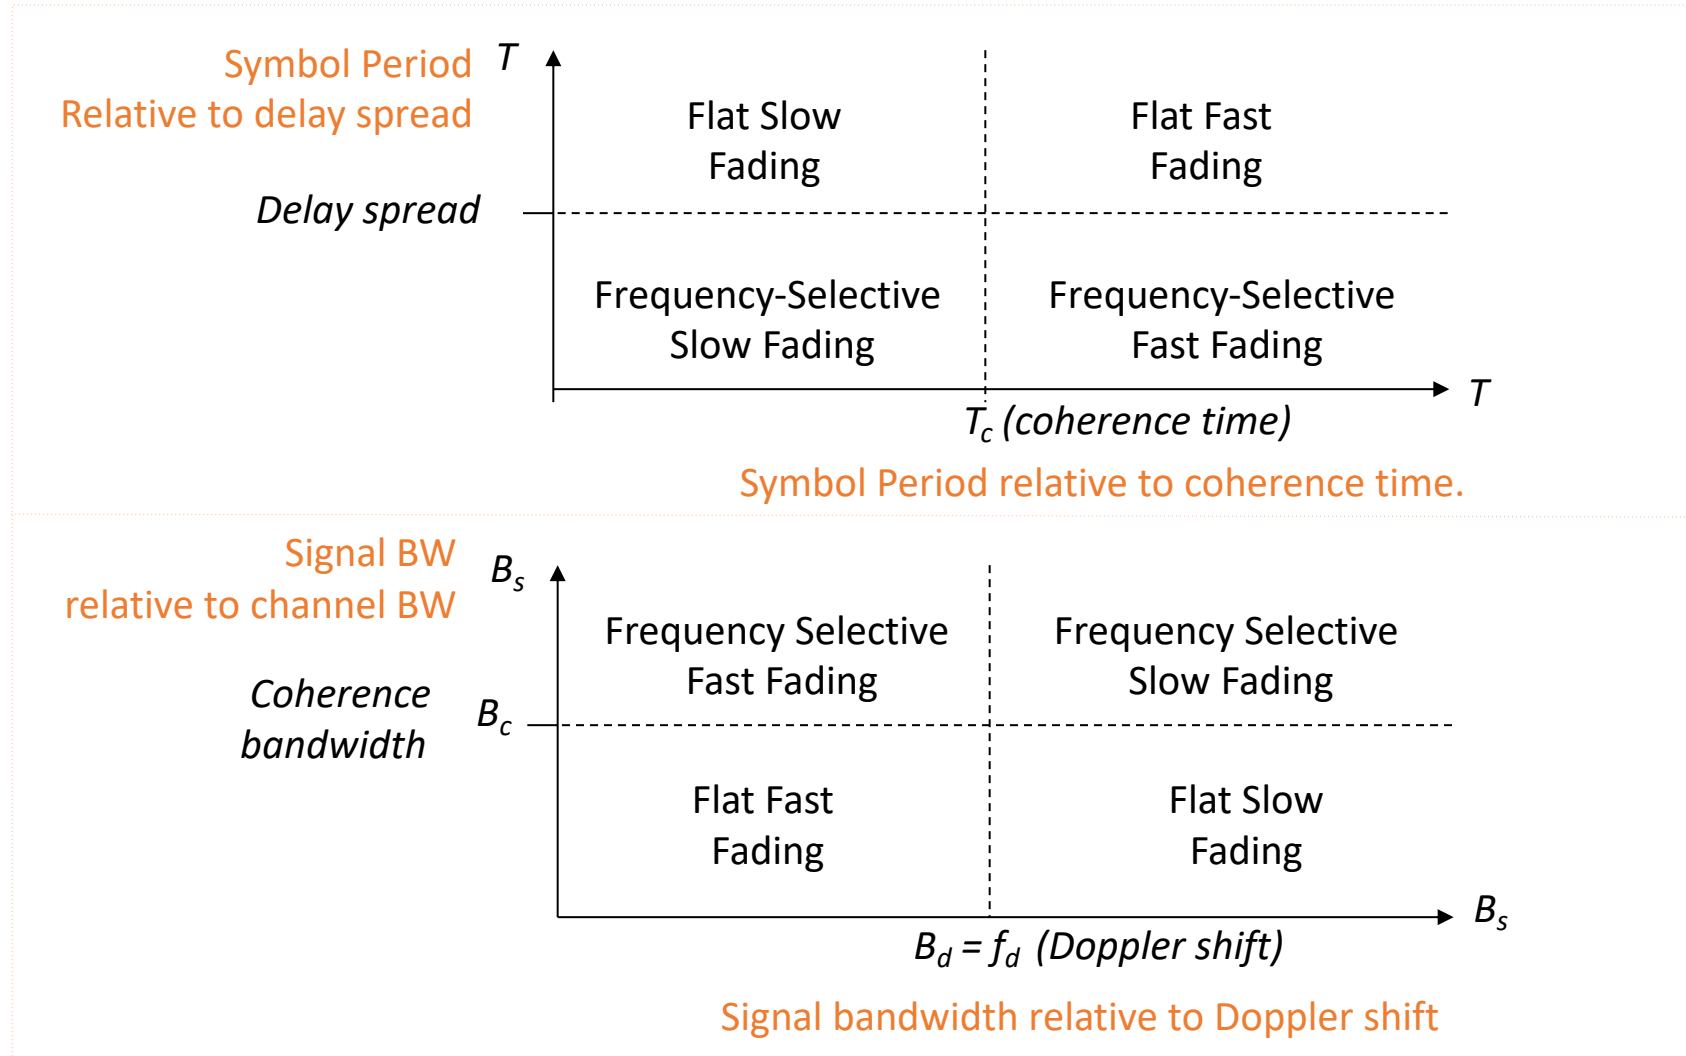 Symbol Period
Relative to delay spread
T
Flat Slow
Fading
Flat Fast
Fading
Delay spread
Frequency-Selective
Slow Fading
Frequency-Selective
Fast Fading
T
Tc (coherence time)
Symbol Period relative to coherence time.
Signal BW
relative to channel BW
Bs
Frequency Selective
Fast Fading
Frequency Selective
Slow Fading
Coherence
bandwidth
Bc
Flat Fast
Fading
Flat Slow
Fading
Bs
Bd = fd (Doppler shift)
Signal bandwidth relative to Doppler shift